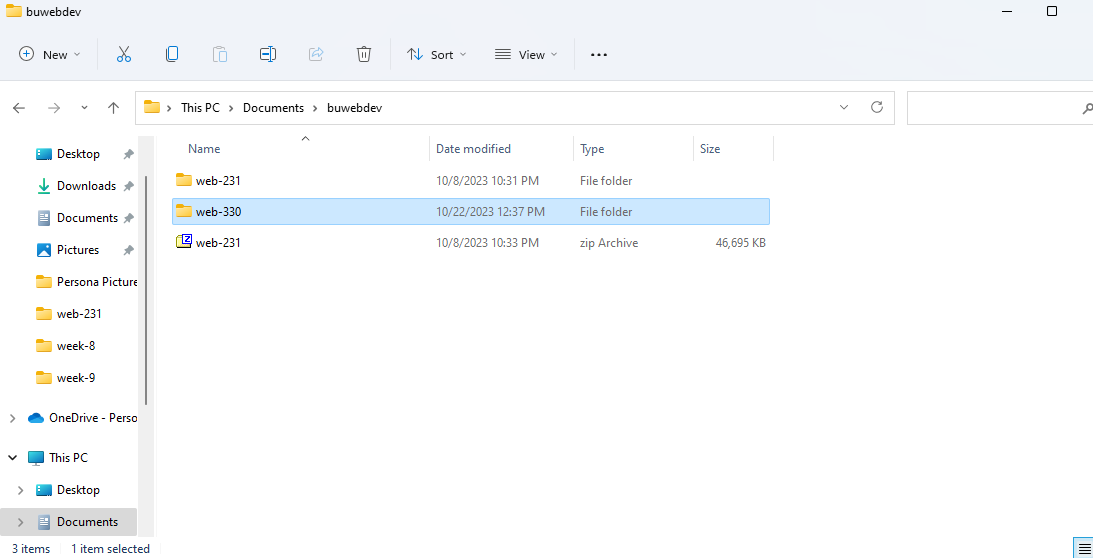 buwebdev
New Sort View
This PC Documents buwebdev
Name Date modified Type Size
web-231 10/8/2023 10:31 PM File folder
web-330 10/22/2023 12:37 PM File folder
web-231 10/8/2023 10:33 PM zip Archive 46,695 KB
Desktop
Downloads
Documents
Pictures
Persona Picture
web-231
week-8
week-9
OneDrive - Perso
This PC
Desktop
Documents
3 items 1 item selected